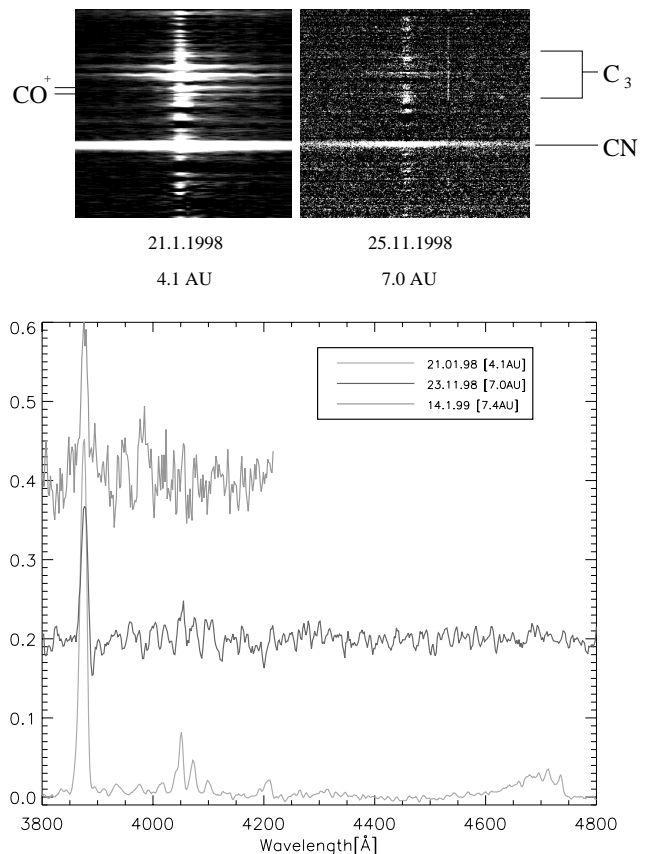 CO+
C3
CN
21.1.1998
25.11.1998
4.1 AU
7.0 AU
0.6
0.5
0.4
0.3
0.2
0.1
0.0
21.01.98 [4.1AU]
23.11.98 [7.0AU]
14.1.99 [7.4AU]
3800
4000
4200
4400
4600
4800
Wavelength[Å]